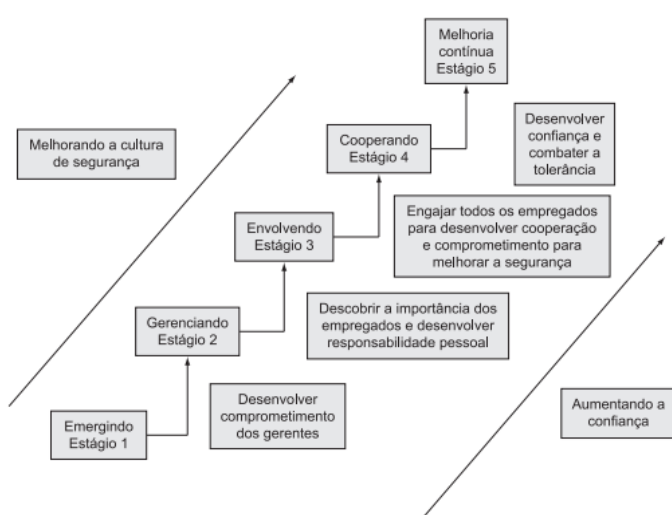 Melhoria
contínua
Estágio 5
Desenvolver
confiança e
combater a
tolerância
Melhorando a cultura
de segurança
Cooperando
Estágio 4
Engajar todos os empregados
para desenvolver cooperação
e comprometimento para
melhorar a segurança
Envolvendo
Estágio 3
Descobrir a importância dos
empregados e desenvolver
responsabilidade pessoal
Gerenciando
Estágio 2
Desenvolver
comprometimento
dos gerentes
Aumentando a
confiança
Emergindo
Estágio 1